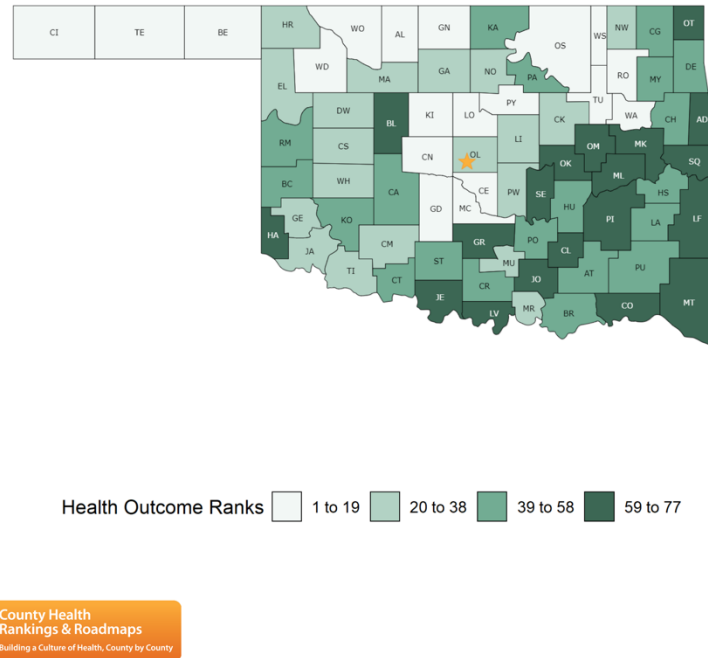 HR WO AL GN KA OS WS NW CG OT
CI TE BE
WD MA GA NO PA RO MY DE
EL PY TU WA
DW BL KI LO CK CH AD
RM CS CN OL LI OM MK
OK SQ
BC WH CA CE PW SE ML HS
GE GD MC HU PI LA LF
HA KO GR PO
JA CM ST MU CL PU
TI CT CR JO AT
JE LV MR BR CO MT
Health Outcome Ranks 1 to 19 20 to 38 39 to 58 59 to 77
County Health
Rankings & Roadmaps
Building a Culture of Health, County by County